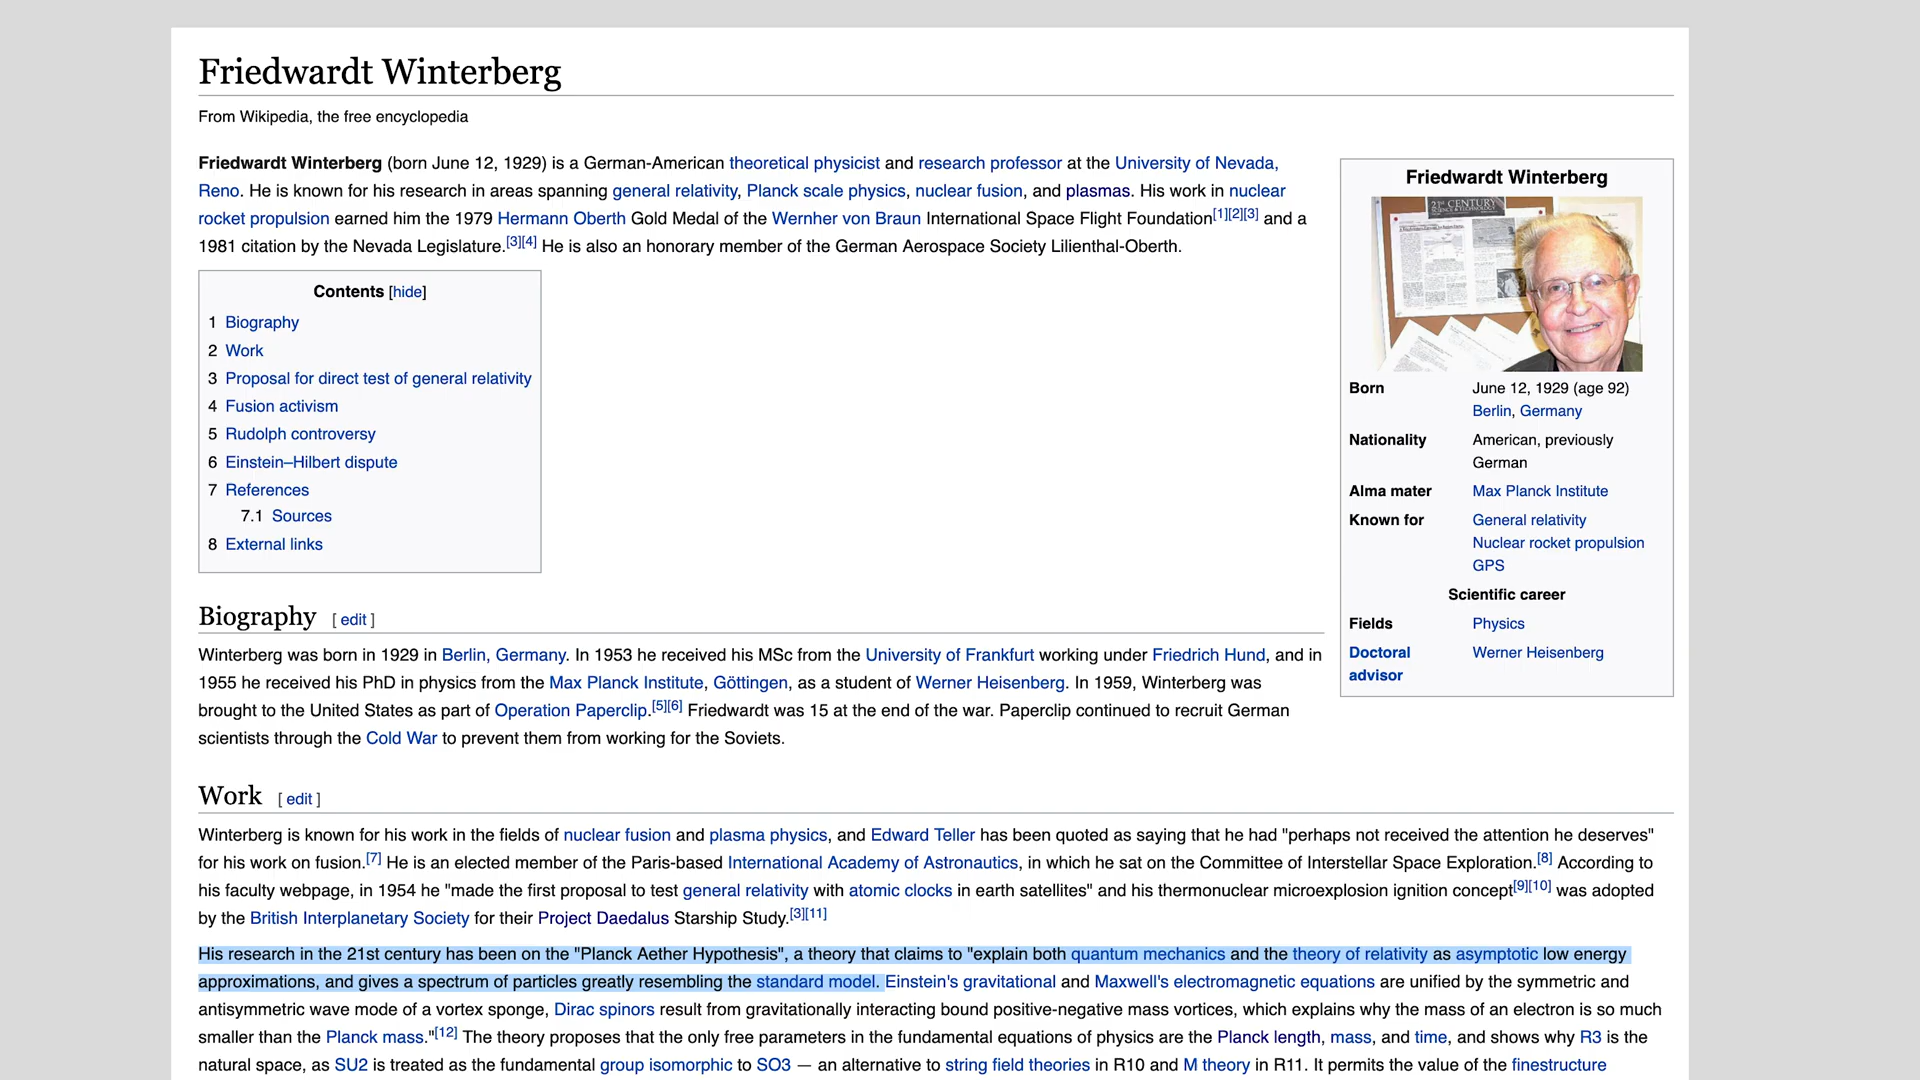 Friedwardt Winterberg
From Wikipedia, the free encyclopedia
Friedwardt Winterberg (born June 12, 1929) is a German-American theoretical physicist and research professor at the University of Nevada,
Reno. He is known for his research in areas spanning general relativity, Planck scale physics, nuclear fusion, and plasmas. His work in nuclear
rocket propulsion earned him the 1979 Hermann Oberth Gold Medal of the Wernher von Braun International Space Flight Foundation[1][2][3] and a
1981 citation by the Nevada Legislature.[3][4] He is also an honorary member of the German Aerospace Society Lilienthal-Oberth.
Contents [hide]
1 Biography
2 Work
3 Proposal for direct test of general relativity
4 Fusion activism
5 Rudolph controversy
6 Einstein–Hilbert dispute
7 References
7.1 Sources
8 External links
Friedwardt Winterberg
21ST CENTURY
Born June 12, 1929 (age 92)
Berlin, Germany
Nationality American, previously
German
Alma mater Max Planck Institute
Known for General relativity
Nuclear rocket propulsion
GPS
Scientific career
Fields Physics
Doctoral Werner Heisenberg
advisor
Biography [ edit ]
Winterberg was born in 1929 in Berlin, Germany. In 1953 he received his MSc from the University of Frankfurt working under Friedrich Hund, and in
1955 he received his PhD in physics from the Max Planck Institute, Göttingen, as a student of Werner Heisenberg. In 1959, Winterberg was
brought to the United States as part of Operation Paperclip.[5][6] Friedwardt was 15 at the end of the war. Paperclip continued to recruit German
scientists through the Cold War to prevent them from working for the Soviets.
Work [ edit ]
Winterberg is known for his work in the fields of nuclear fusion and plasma physics, and Edward Teller has been quoted as saying that he had "perhaps not received the attention he deserves"
for his work on fusion.[7] He is an elected member of the Paris-based International Academy of Astronautics, in which he sat on the Committee of Interstellar Space Exploration.[8] According to
his faculty webpage, in 1954 he "made the first proposal to test general relativity with atomic clocks in earth satellites" and his thermonuclear microexplosion ignition concept[9][10] was adopted
by the British Interplanetary Society for their Project Daedalus Starship Study.[3][11]
His research in the 21st century has been on the "Planck Aether Hypothesis", a theory that claims to "explain both quantum mechanics and the theory of relativity as asymptotic low energy
approximations, and gives a spectrum of particles greatly resembling the standard model. Einstein's gravitational and Maxwell's electromagnetic equations are unified by the symmetric and
antisymmetric wave mode of a vortex sponge, Dirac spinors result from gravitationally interacting bound positive-negative mass vortices, which explains why the mass of an electron is so much
smaller than the Planck mass."[12] The theory proposes that the only free parameters in the fundamental equations of physics are the Planck length, mass, and time, and shows why R3 is the
natural space, as SU2 is treated as the fundamental group isomorphic to SO3 — an alternative to string field theories in R10 and M theory in R11. It permits the value of the finestructure